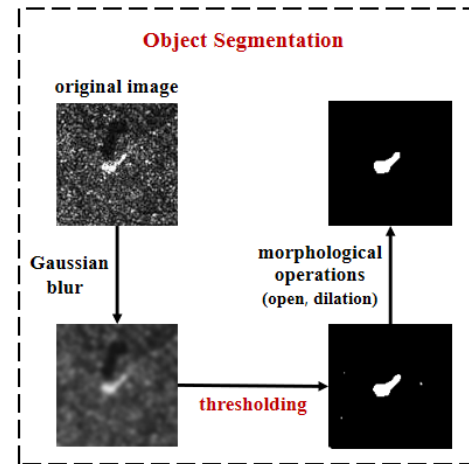 Object Segmentation
original image
Gaussian
blur
morphological
operations
(open, dilation)
thresholding